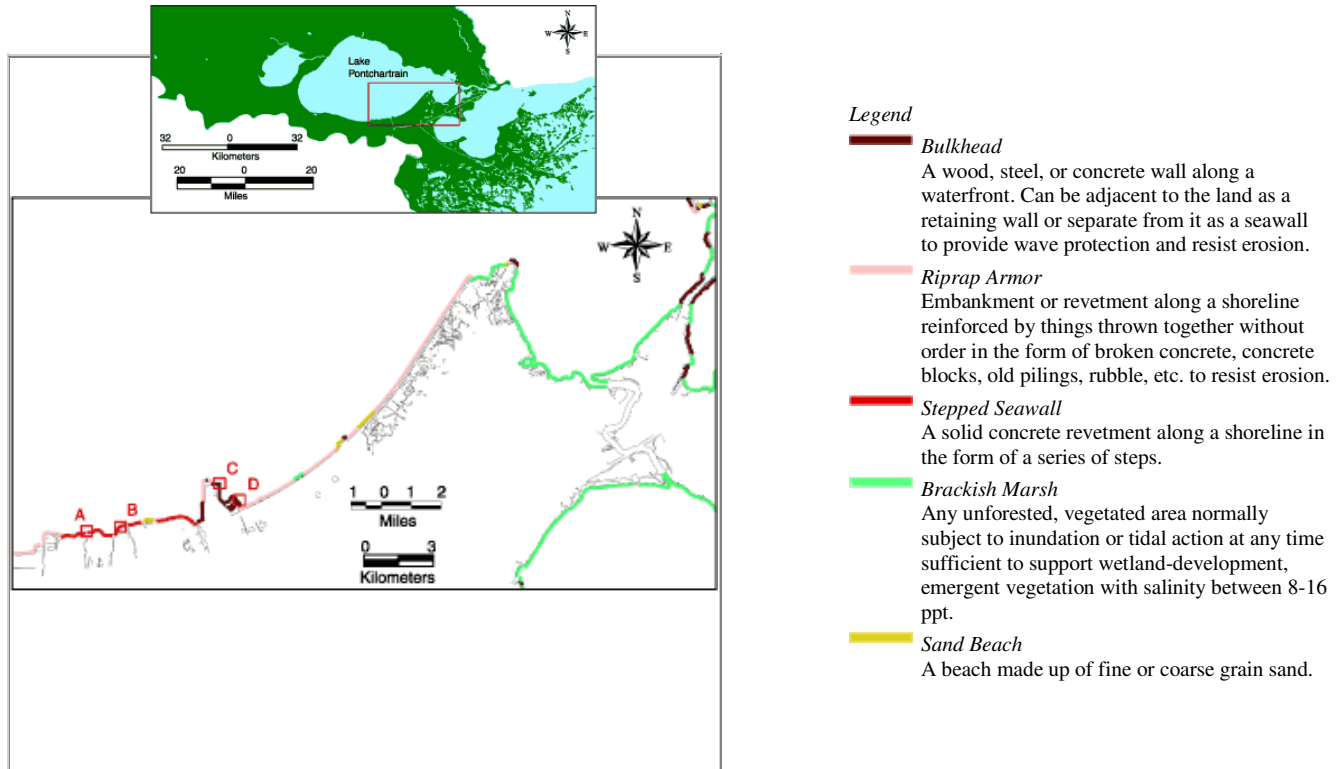 N
W E
S
Lake
Pontchartrain
32 0 32
Kilometers
20 0 20
Miles
N
W E
S
C
D
A
B
1 0 1 2
Miles
0 3
Kilometers
Legend
Bulkhead
A wood, steel, or concrete wall along a
waterfront. Can be adjacent to the land as a
retaining wall or separate from it as a seawall
to provide wave protection and resist erosion.
Riprap Armor
Embankment or revetment along a shoreline
reinforced by things thrown together without
order in the form of broken concrete, concrete
blocks, old pilings, rubble, etc. to resist erosion.
Stepped Seawall
A solid concrete revetment along a shoreline in
the form of a series of steps.
Brackish Marsh
Any unforested, vegetated area normally
subject to inundation or tidal action at any time
sufficient to support wetland-development,
emergent vegetation with salinity between 8-16
ppt.
Sand Beach
A beach made up of fine or coarse grain sand.